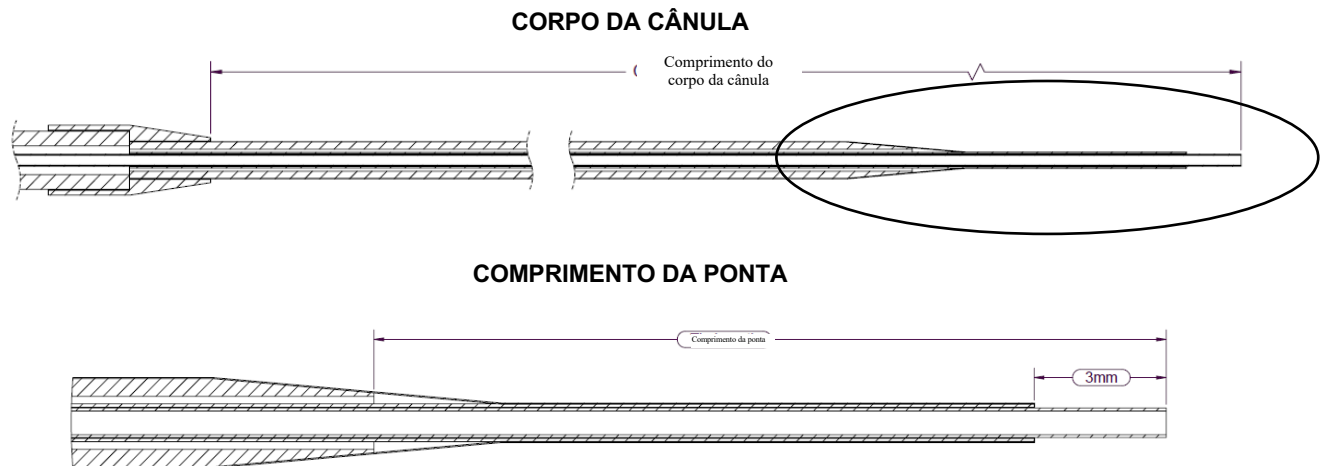 CORPO DA CÂNULA
Comprimento do
corpo da cânula
COMPRIMENTO DA PONTA
Comprimento da ponta
3mm